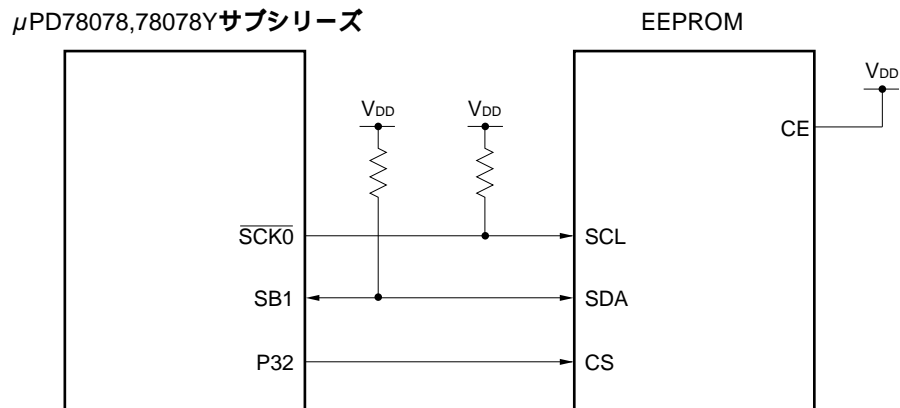 μPD78078,78078Yサブシリーズ
EEPROM
VDD
VDD
VDD
CE
SCK0
SCL
SB1
SDA
P32
CS